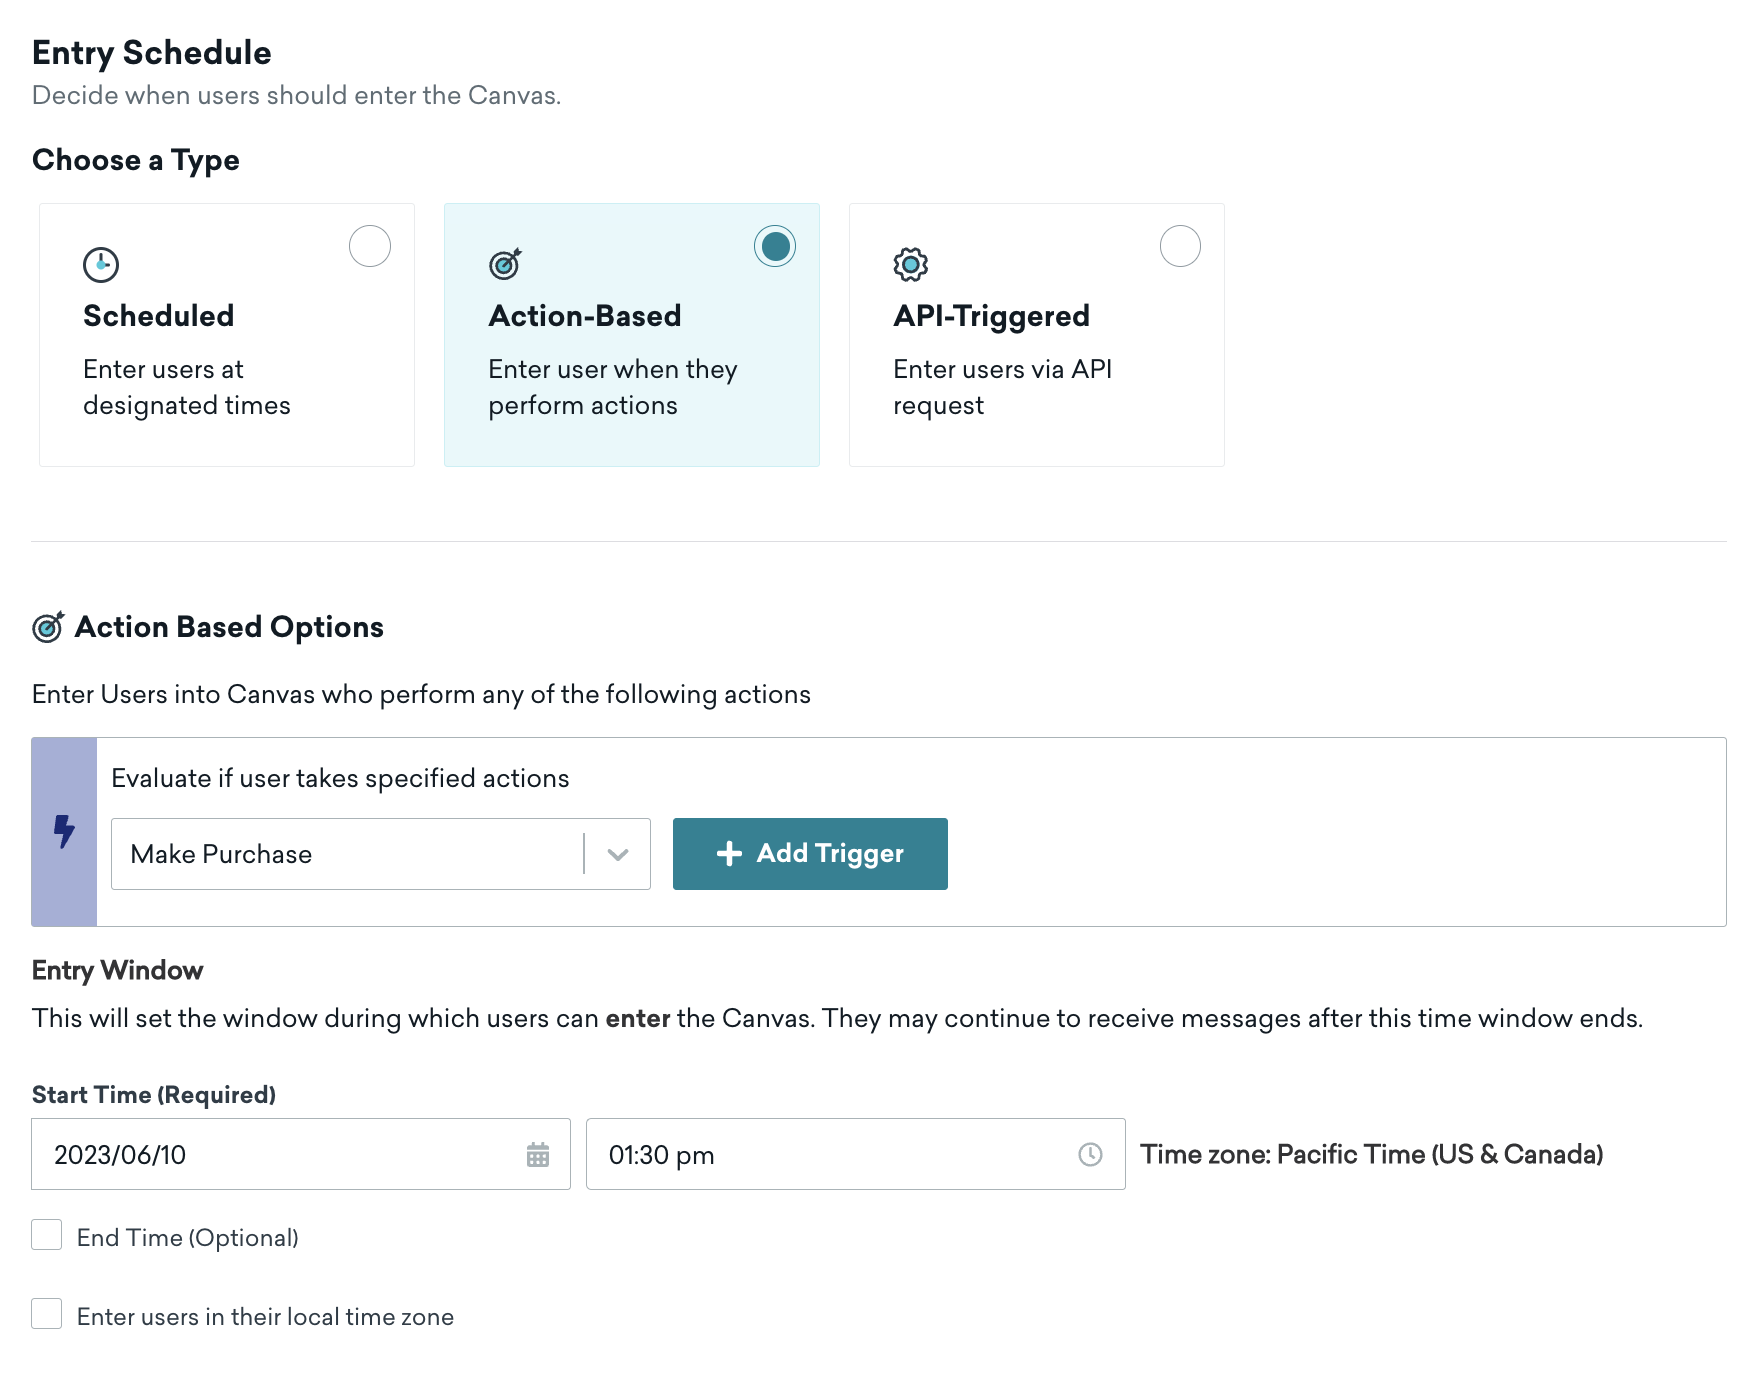 Entry Schedule
Decide when users should enter the Canvas.
Choose a Type
Scheduled
Enter users at
designated times
Action-Based
Enter user when they
perform actions
API-Triggered
Enter users via API
request
Action Based Options
Enter Users into Canvas who perform any of the following actions
Evaluate if user takes specified actions
Make Purchase
Add Trigger
Entry Window
This will set the window during which users can enter the Canvas. They may continue to receive messages after this time window ends.
Start Time (Required)
2023/06/10
01:30 pm
Time zone: Pacific Time (US & Canada)
End Time (Optional)
Enter users in their local time zone